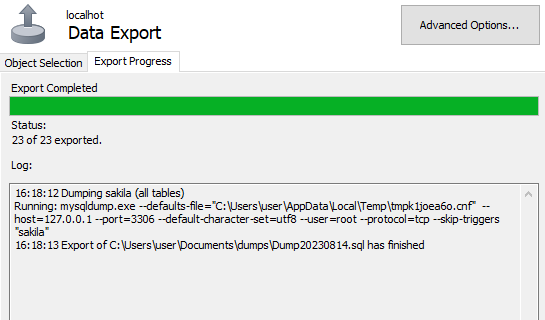 localhot
Data Export
Advanced Options...
Object Selection
Export Progress
Export Completed
Status:
23 of 23 exported.
Log:
16:18:12 Dumping sakila (all tables)
Running: mysqldump.exe --defaults-file="C:\Users\user\AppData\Local\Temp\tmpk1joea6o.cnf"  --
host=127.0.0.1 --port=3306 --default-character-set=utf8 --user=root --protocol=tcp --skip-triggers
"sakila"
16:18:13 Export of C:\Users\user\Documents\dumps\Dump20230814.sql has finished